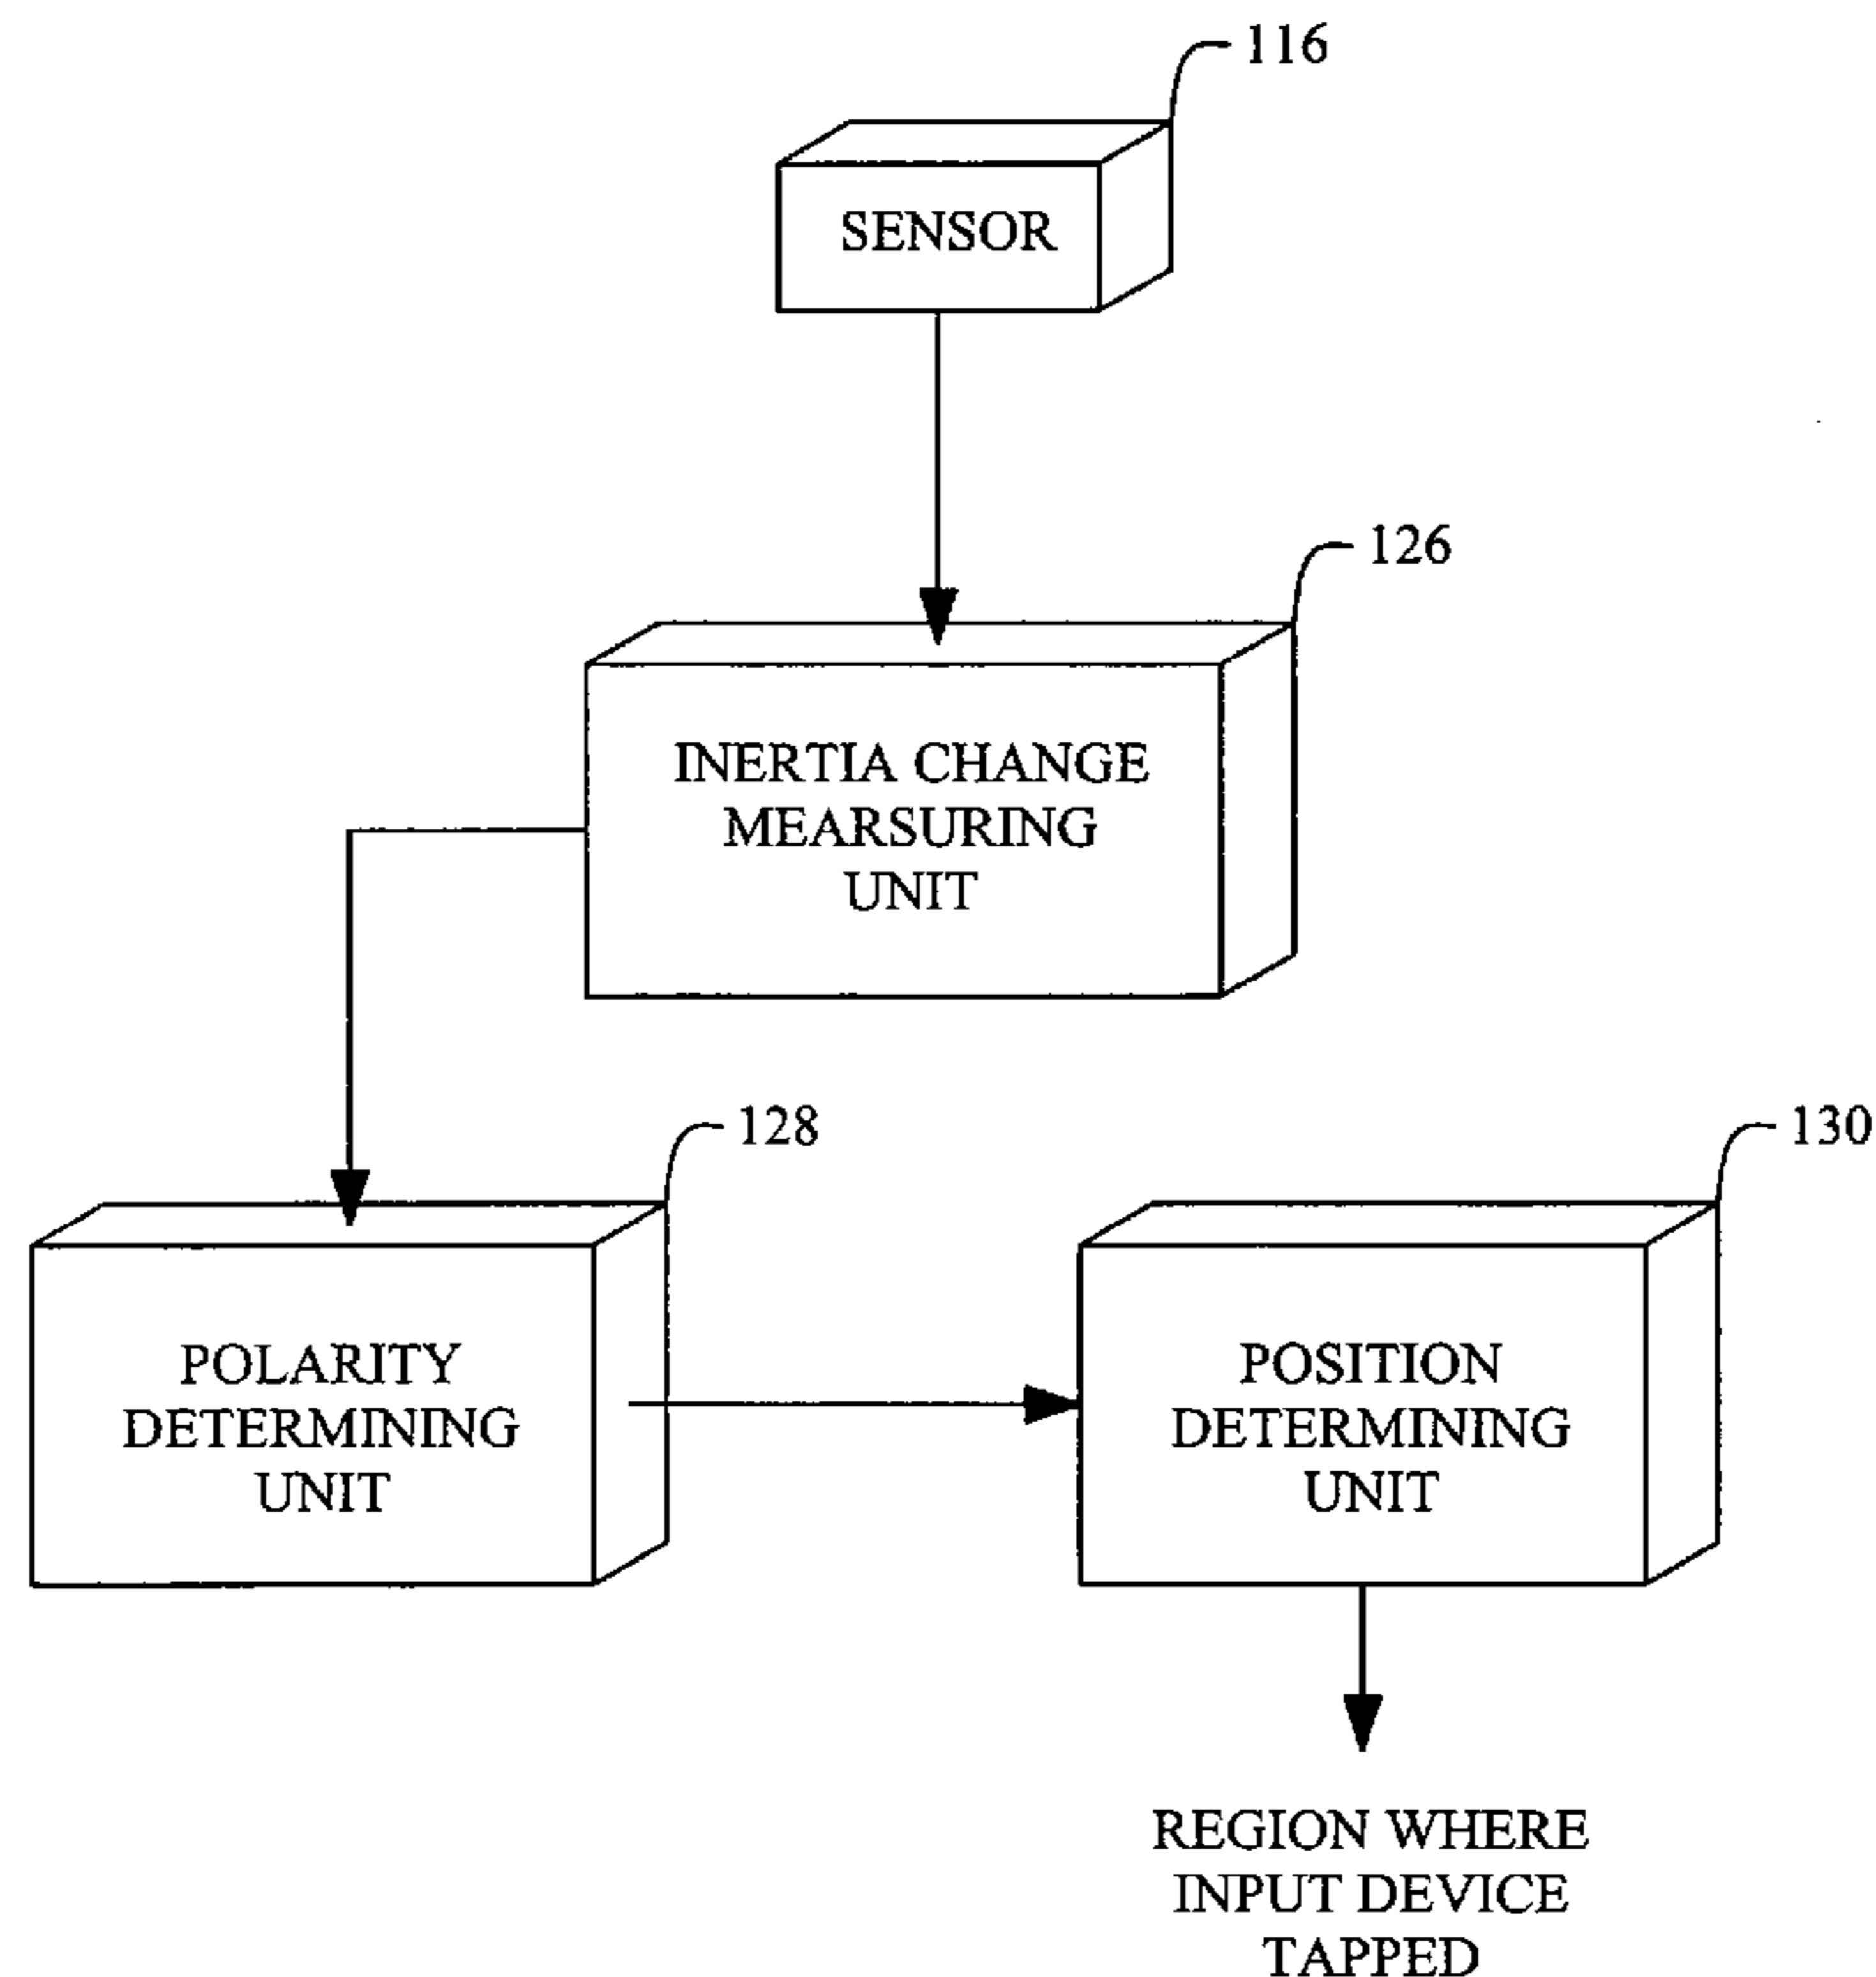 116
SENSOR
126
INERTIA CHANGE
MEARSURING
UNIT
128
130
POLARITY
DETERMINING
UNIT
POSITION
DETERMINING
UNIT
REGION WHERE
INPUT DEVICE
TAPPED